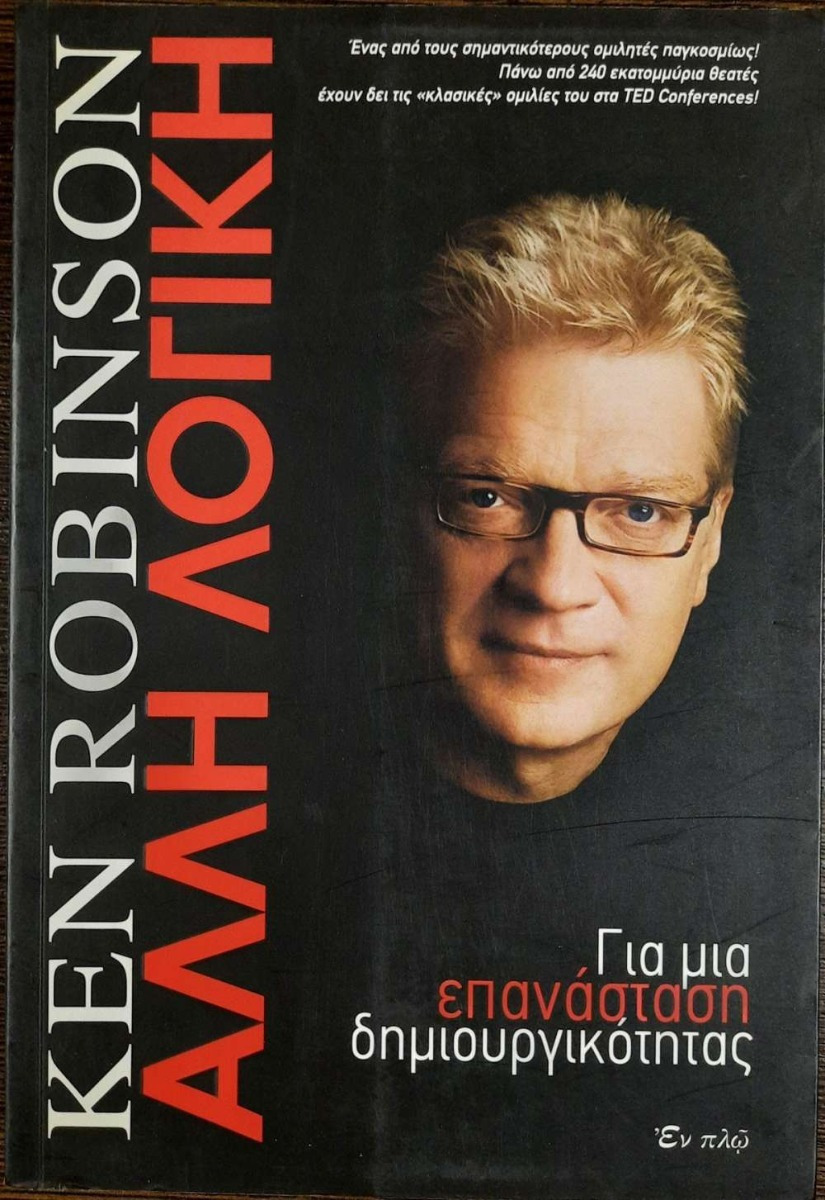 KEN ROBINSON
ΑΛΛΗ ΛΟΓΙΚΗ
Ένας από τους σημαντικότερους ομιλητές παγκοσμίως!
Πάνω από 240 εκατομμύρια θεατές
έχουν δει τις «κλασικές» ομιλίες του στα TED Conferences!
Για μια
επανάσταση
δημιουργικότητας
Ἐν πλῷ